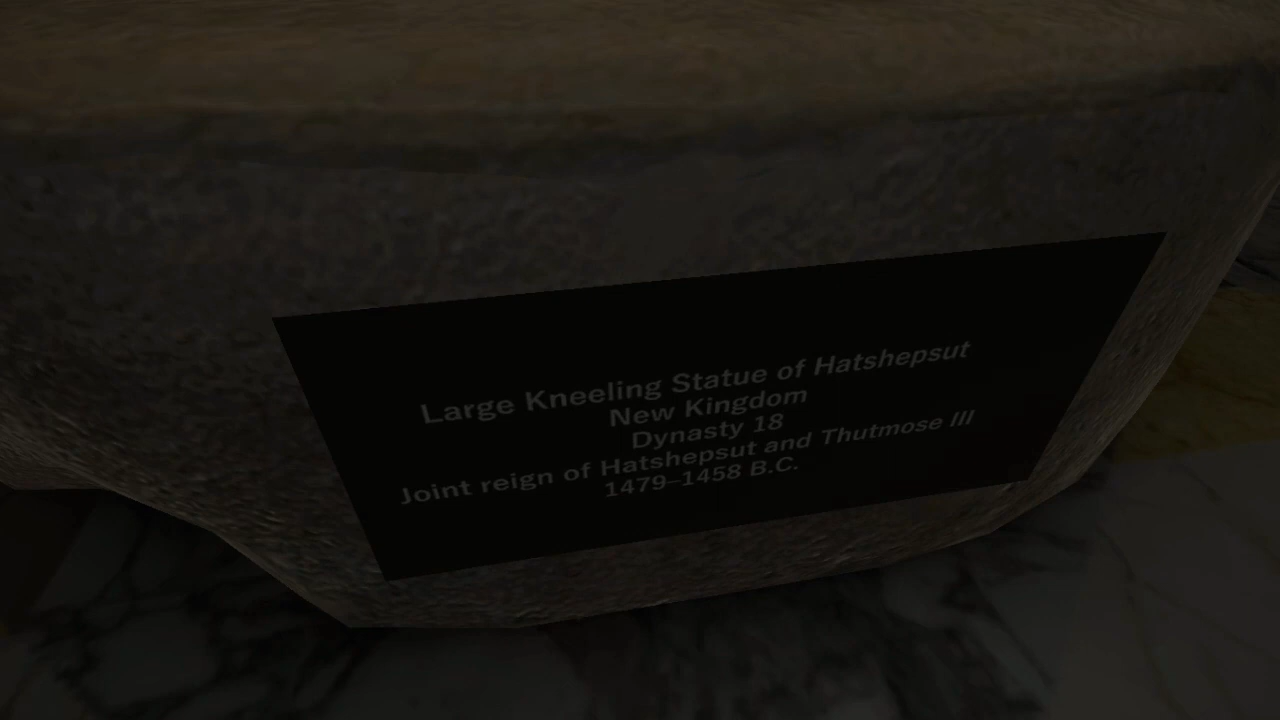 Large Kneeling Statue of Hatshepsut
New Kingdom
Dynasty 18
Joint reign of Hatshepsut and Thutmose III
1479–1458 B.C.